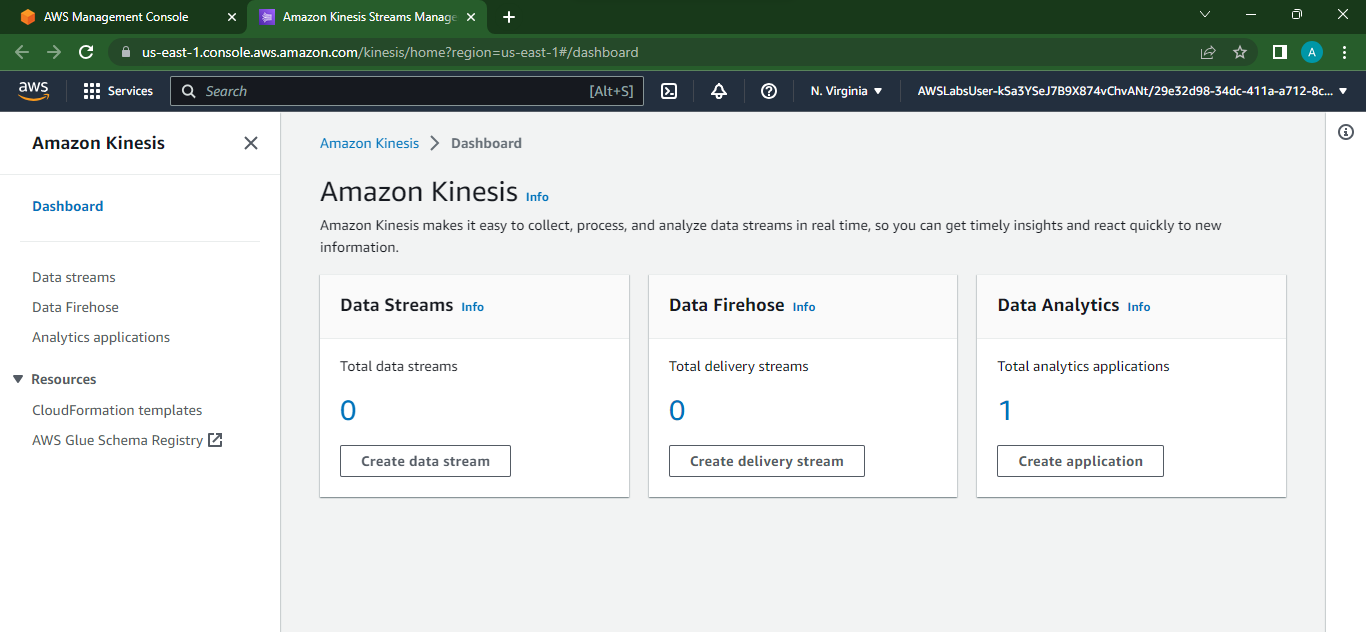 AWS Management Console
Amazon Kinesis Streams Manage
us-east-1.console.aws.amazon.com/kinesis/home?region=us-east-1#/dashboard
A
aws
Services
Search
[Alt+S]
N. Virginia
AWSLabsUser-kSa3YSeJ7B9X874vChvANt/29e32d98-34dc-411a-a712-8c...
Amazon Kinesis
Dashboard
Data streams
Data Firehose
Analytics applications
Resources
CloudFormation templates
AWS Glue Schema Registry
Amazon Kinesis
Dashboard
Amazon Kinesis Info
Amazon Kinesis makes it easy to collect, process, and analyze data streams in real time, so you can get timely insights and react quickly to new
information.
Data Streams Info
Total data streams
0
Create data stream
Data Firehose Info
Total delivery streams
0
Create delivery stream
Data Analytics Info
Total analytics applications
1
Create application